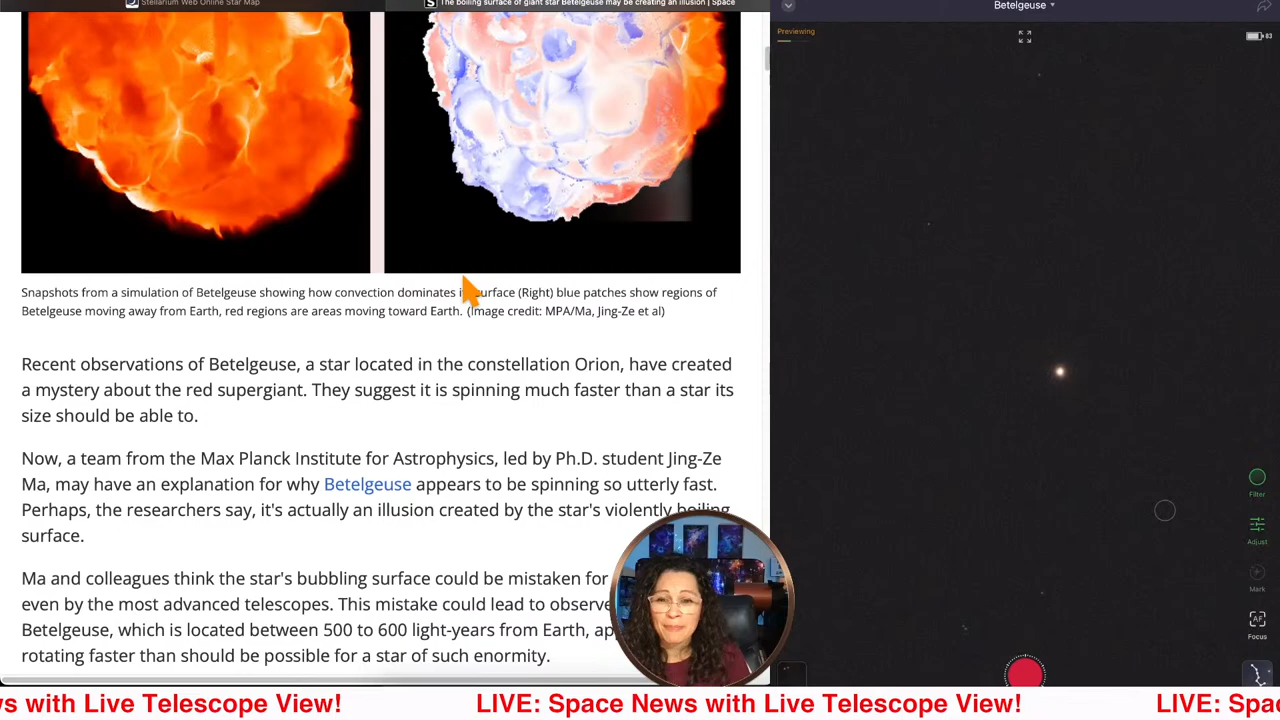 Stellarium Web Online Star Map
The boiling surface of giant star Betelgeuse may be creating an illusion | Space
Betelgeuse
Previewing
83
Snapshots from a simulation of Betelgeuse showing how convection dominates surface (Right) blue patches show regions of
Betelgeuse moving away from Earth, red regions are areas moving toward Earth. (Image credit: MPA/Ma, Jing-Ze et al)
Recent observations of Betelgeuse, a star located in the constellation Orion, have created
a mystery about the red supergiant. They suggest it is spinning much faster than a star its
size should be able to.
Now, a team from the Max Planck Institute for Astrophysics, led by Ph.D. student Jing-Ze
Ma, may have an explanation for why Betelgeuse appears to be spinning so utterly fast.
Perhaps, the researchers say, it's actually an illusion created by the star's violently boiling
surface.
Ma and colleagues think the star's bubbling surface could be mistaken for
even by the most advanced telescopes. This mistake could lead to observe
Betelgeuse, which is located between 500 to 600 light-years from Earth, ap
rotating faster than should be possible for a star of such enormity.
Filter
Adjust
Mark
AF
Focus
vs with Live Telescope View! LIVE: Space News with Live Telescope View! LIVE: Spac